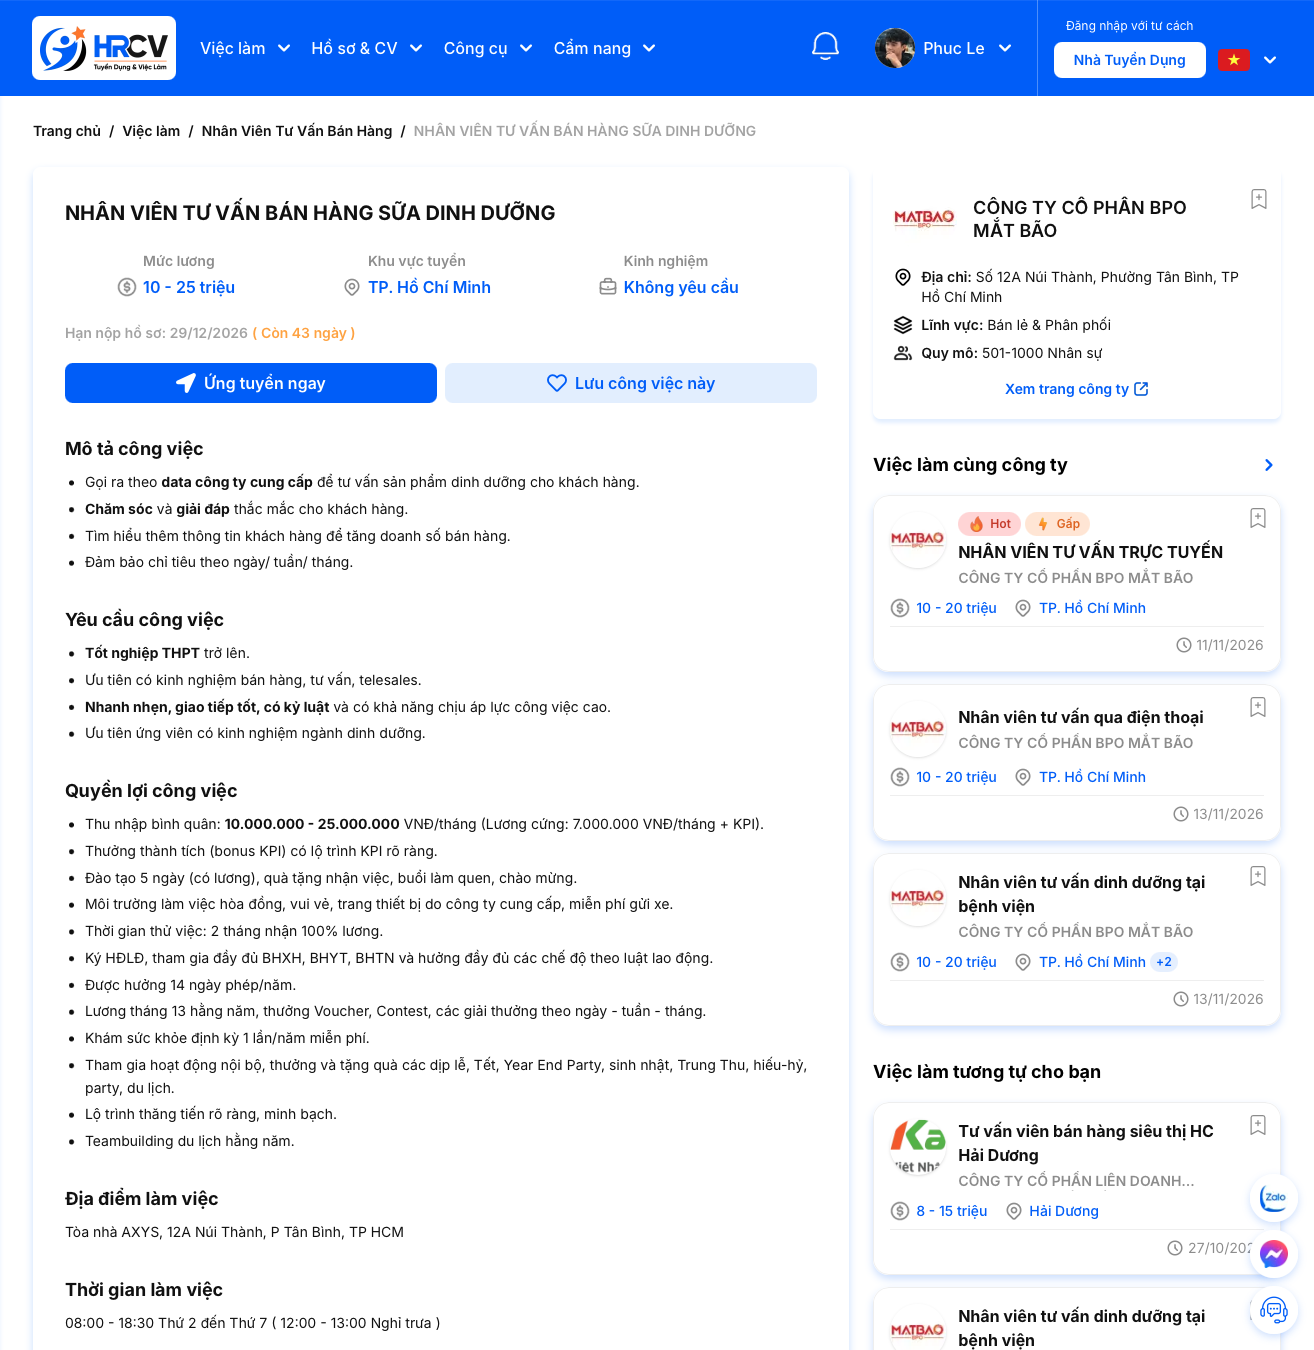 HRCV
Tuyển Dụng & Việc Làm
Việc làm
Hồ sơ & CV
Công cụ
Cẩm nang
Phuc Le
Đăng nhập với tư cách
Nhà Tuyển Dụng
Trang chủ / Việc làm / Nhân Viên Tư Vấn Bán Hàng / NHÂN VIÊN TƯ VẤN BÁN HÀNG SỮA DINH DƯỠNG
NHÂN VIÊN TƯ VẤN BÁN HÀNG SỮA DINH DƯỠNG
Mức lương
10 - 25 triệu
Khu vực tuyển
TP. Hồ Chí Minh
Kinh nghiệm
Không yêu cầu
Hạn nộp hồ sơ: 29/12/2026 ( Còn 43 ngày )
Ứng tuyển ngay
Lưu công việc này
Mô tả công việc
Gọi ra theo data công ty cung cấp để tư vấn sản phẩm dinh dưỡng cho khách hàng.
Chăm sóc và giải đáp thắc mắc cho khách hàng.
Tìm hiểu thêm thông tin khách hàng để tăng doanh số bán hàng.
Đảm bảo chỉ tiêu theo ngày/ tuần/ tháng.
Yêu cầu công việc
Tốt nghiệp THPT trở lên.
Ưu tiên có kinh nghiệm bán hàng, tư vấn, telesales.
Nhanh nhẹn, giao tiếp tốt, có kỷ luật và có khả năng chịu áp lực công việc cao.
Ưu tiên ứng viên có kinh nghiệm ngành dinh dưỡng.
Quyền lợi công việc
Thu nhập bình quân: 10.000.000 - 25.000.000 VNĐ/tháng (Lương cứng: 7.000.000 VNĐ/tháng + KPI).
Thưởng thành tích (bonus KPI) có lộ trình KPI rõ ràng.
Đào tạo 5 ngày (có lương), quà tặng nhận việc, buổi làm quen, chào mừng.
Môi trường làm việc hòa đồng, vui vẻ, trang thiết bị do công ty cung cấp, miễn phí gửi xe.
Thời gian thử việc: 2 tháng nhận 100% lương.
Ký HĐLĐ, tham gia đầy đủ BHXH, BHYT, BHTN và hưởng đầy đủ các chế độ theo luật lao động.
Được hưởng 14 ngày phép/năm.
Lương tháng 13 hằng năm, thưởng Voucher, Contest, các giải thưởng theo ngày - tuần - tháng.
Khám sức khỏe định kỳ 1 lần/năm miễn phí.
Tham gia hoạt động nội bộ, thưởng và tặng quà các dịp lễ, Tết, Year End Party, sinh nhật, Trung Thu, hiếu-hỷ,
party, du lịch.
Lộ trình thăng tiến rõ ràng, minh bạch.
Teambuilding du lịch hằng năm.
Địa điểm làm việc
Tòa nhà AXYS, 12A Núi Thành, P Tân Bình, TP HCM
Thời gian làm việc
08:00 - 18:30 Thứ 2 đến Thứ 7 ( 12:00 - 13:00 Nghỉ trưa )
MATBAO
BPO
CÔNG TY CỔ PHẦN BPO
MẮT BÃO
Địa chỉ: Số 12A Núi Thành, Phường Tân Bình, TP
Hồ Chí Minh
Lĩnh vực: Bán lẻ & Phân phối
Quy mô: 501-1000 Nhân sự
Xem trang công ty
Việc làm cùng công ty
MATBAO
BPO
Hot
Gấp
NHÂN VIÊN TƯ VẤN TRỰC TUYẾN
CÔNG TY CỔ PHẦN BPO MẮT BÃO
10 - 20 triệu
TP. Hồ Chí Minh
11/11/2026
MATBAO
BPO
Nhân viên tư vấn qua điện thoại
CÔNG TY CỔ PHẦN BPO MẮT BÃO
10 - 20 triệu
TP. Hồ Chí Minh
13/11/2026
MATBAO
BPO
Nhân viên tư vấn dinh dưỡng tại
bệnh viện
CÔNG TY CỔ PHẦN BPO MẮT BÃO
10 - 20 triệu
TP. Hồ Chí Minh +2
13/11/2026
Việc làm tương tự cho bạn
Ka
Tư vấn viên bán hàng siêu thị HC
Hải Dương
CÔNG TY CỔ PHẦN LIÊN DOANH...
8 - 15 triệu
Hải Dương
27/10/202
Zalo
MATBAO
BPO
Nhân viên tư vấn dinh dưỡng tại
bệnh viện